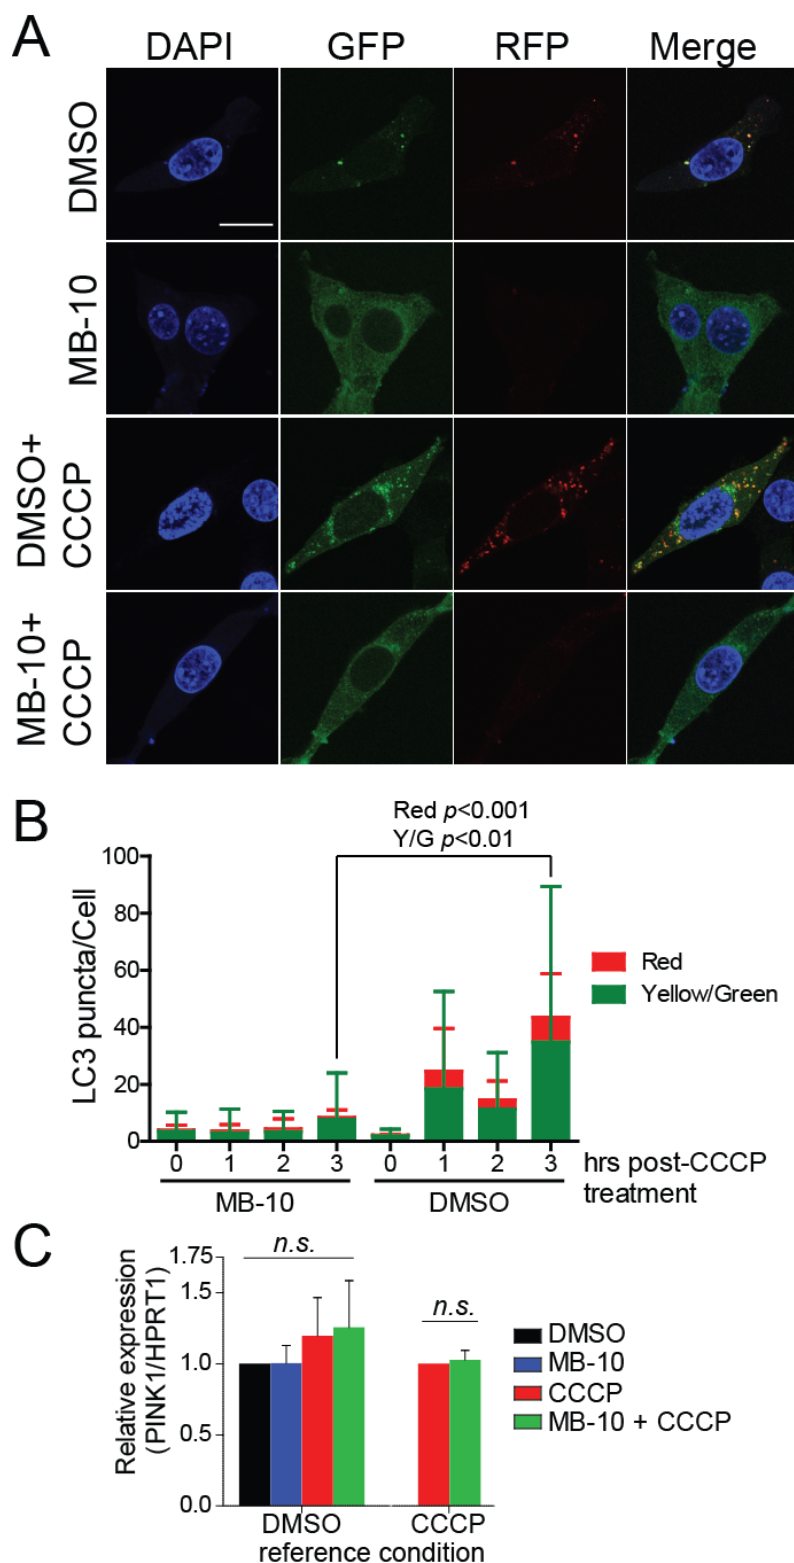 A
DAPI GFP RFP Merge
DMSO
MB-10
DMSO+
CCCP
MB-10+
CCCP
B
Red p<0.001
Y/G p<0.01
LC3 puncta/Cell
100
80
60
40
20
0
Red
Yellow/Green
0 1 2 3 0 1 2 3 hrs post-CCCP
treatment
MB-10 DMSO
C
Relative expression
(PINK1/HPRT1)
1.75
1.5
1.0
0.5
0.0
n.s.
n.s.
DMSO
MB-10
CCCP
MB-10 + CCCP
DMSO CCCP
reference condition